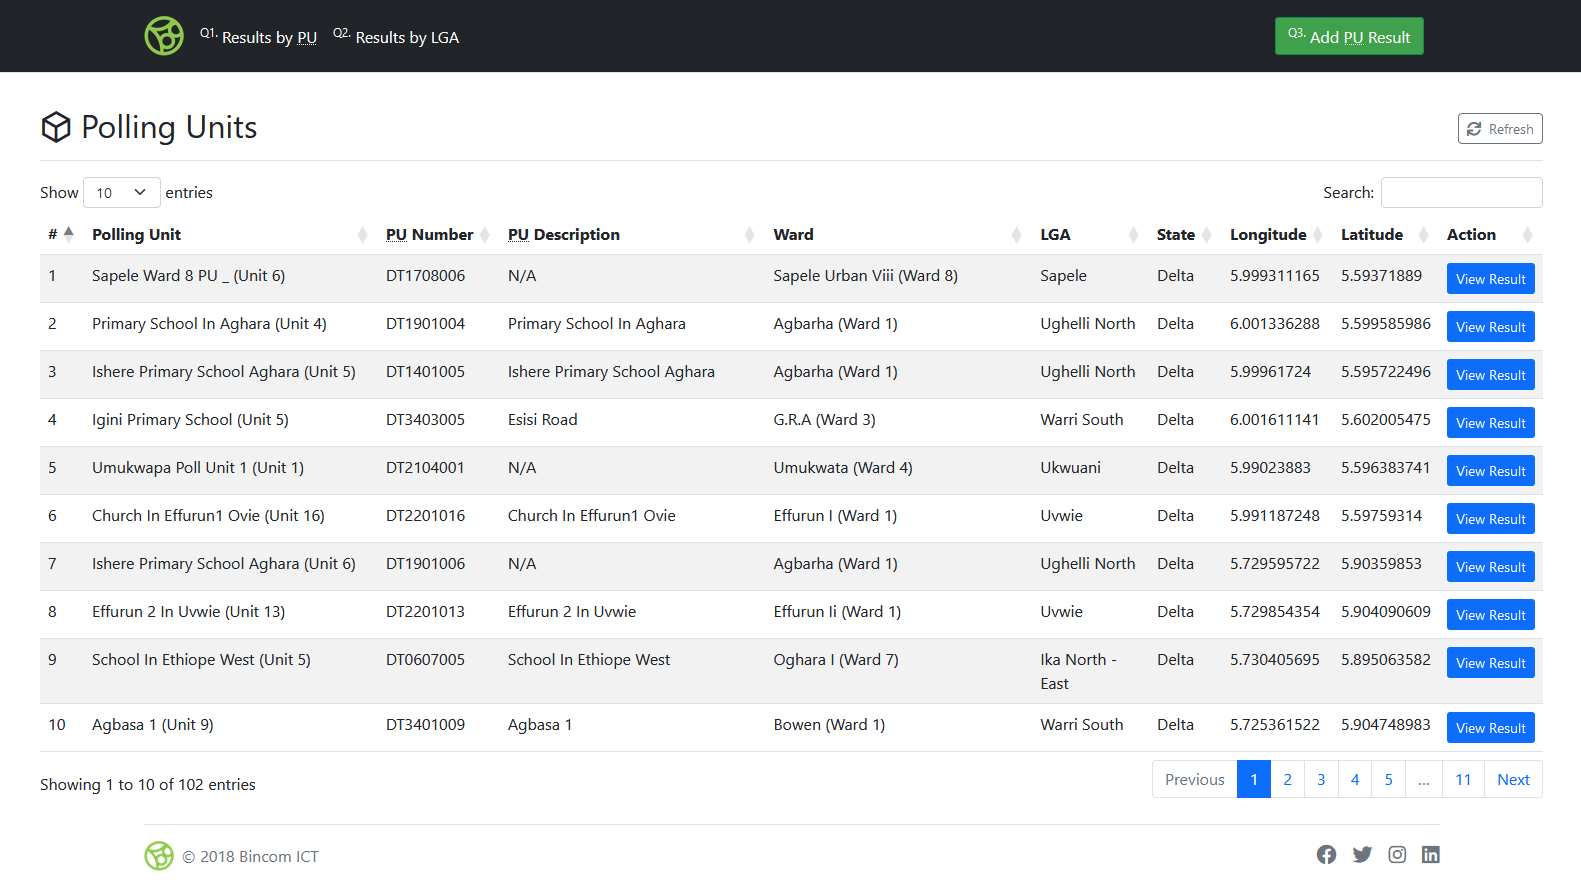 Q1. Results by PU Q2. Results by LGA Q3. Add PU Result
Polling Units Refresh
Show 10 entries Search:
# Polling Unit PU Number PU Description Ward LGA State Longitude Latitude Action
1 Sapele Ward 8 PU _ (Unit 6) DT1708006 N/A Sapele Urban Viii (Ward 8) Sapele Delta 5.999311165 5.59371889 View Result
2 Primary School In Aghara (Unit 4) DT1901004 Primary School In Aghara Agbarha (Ward 1) Ughelli North Delta 6.001336288 5.599585986 View Result
3 Ishere Primary School Aghara (Unit 5) DT1401005 Ishere Primary School Aghara Agbarha (Ward 1) Ughelli North Delta 5.99961724 5.595722496 View Result
4 Igini Primary School (Unit 5) DT3403005 Esisi Road G.R.A (Ward 3) Warri South Delta 6.001611141 5.602005475 View Result
5 Umukwapa Poll Unit 1 (Unit 1) DT2104001 N/A Umukwata (Ward 4) Ukwuani Delta 5.99023883 5.596383741 View Result
6 Church In Effurun1 Ovie (Unit 16) DT2201016 Church In Effurun1 Ovie Effurun I (Ward 1) Uvwie Delta 5.991187248 5.59759314 View Result
7 Ishere Primary School Aghara (Unit 6) DT1901006 N/A Agbarha (Ward 1) Ughelli North Delta 5.729595722 5.90359853 View Result
8 Effurun 2 In Uvwie (Unit 13) DT2201013 Effurun 2 In Uvwie Effurun Ii (Ward 1) Uvwie Delta 5.729854354 5.904090609 View Result
9 School In Ethiope West (Unit 5) DT0607005 School In Ethiope West Oghara I (Ward 7) Ika North - Delta 5.730405695 5.895063582 View Result
East
10 Agbasa 1 (Unit 9) DT3401009 Agbasa 1 Bowen (Ward 1) Warri South Delta 5.725361522 5.904748983 View Result
Showing 1 to 10 of 102 entries Previous 1 2 3 4 5 ... 11 Next
© 2018 Bincom ICT